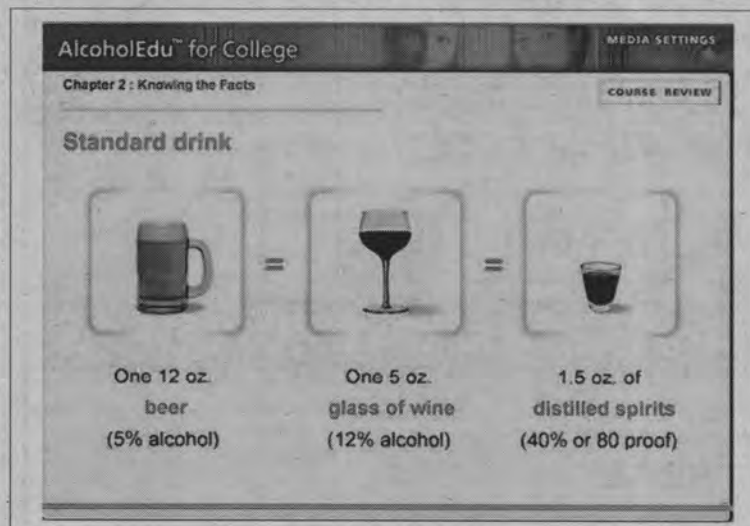 AlcoholEdu™ for College
MEDIA SETTINGS
Chapter 2 : Knowing the Facts
COURSE REVIEW
Standard drink
=
=
One 12 oz.
beer
(5% alcohol)
One 5 oz.
glass of wine
(12% alcohol)
1.5 oz. of
distilled spirits
(40% or 80 proof)